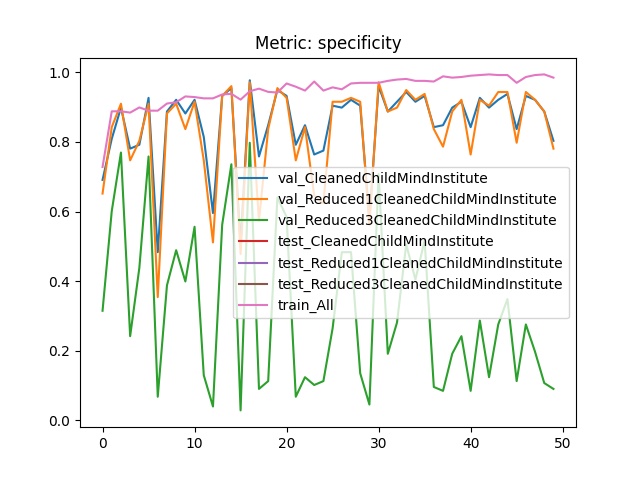 Metric: specificity
1.0
0.8
0.6
0.4
0.2
0.0
val_CleanedChildMindInstitute
val_Reduced1CleanedChildMindInstitute
val_Reduced3CleanedChildMindInstitute
test_CleanedChildMindInstitute
test_Reduced1CleanedChildMindInstitute
test_Reduced3CleanedChildMindInstitute
train_All
0 10 20 30 40 50